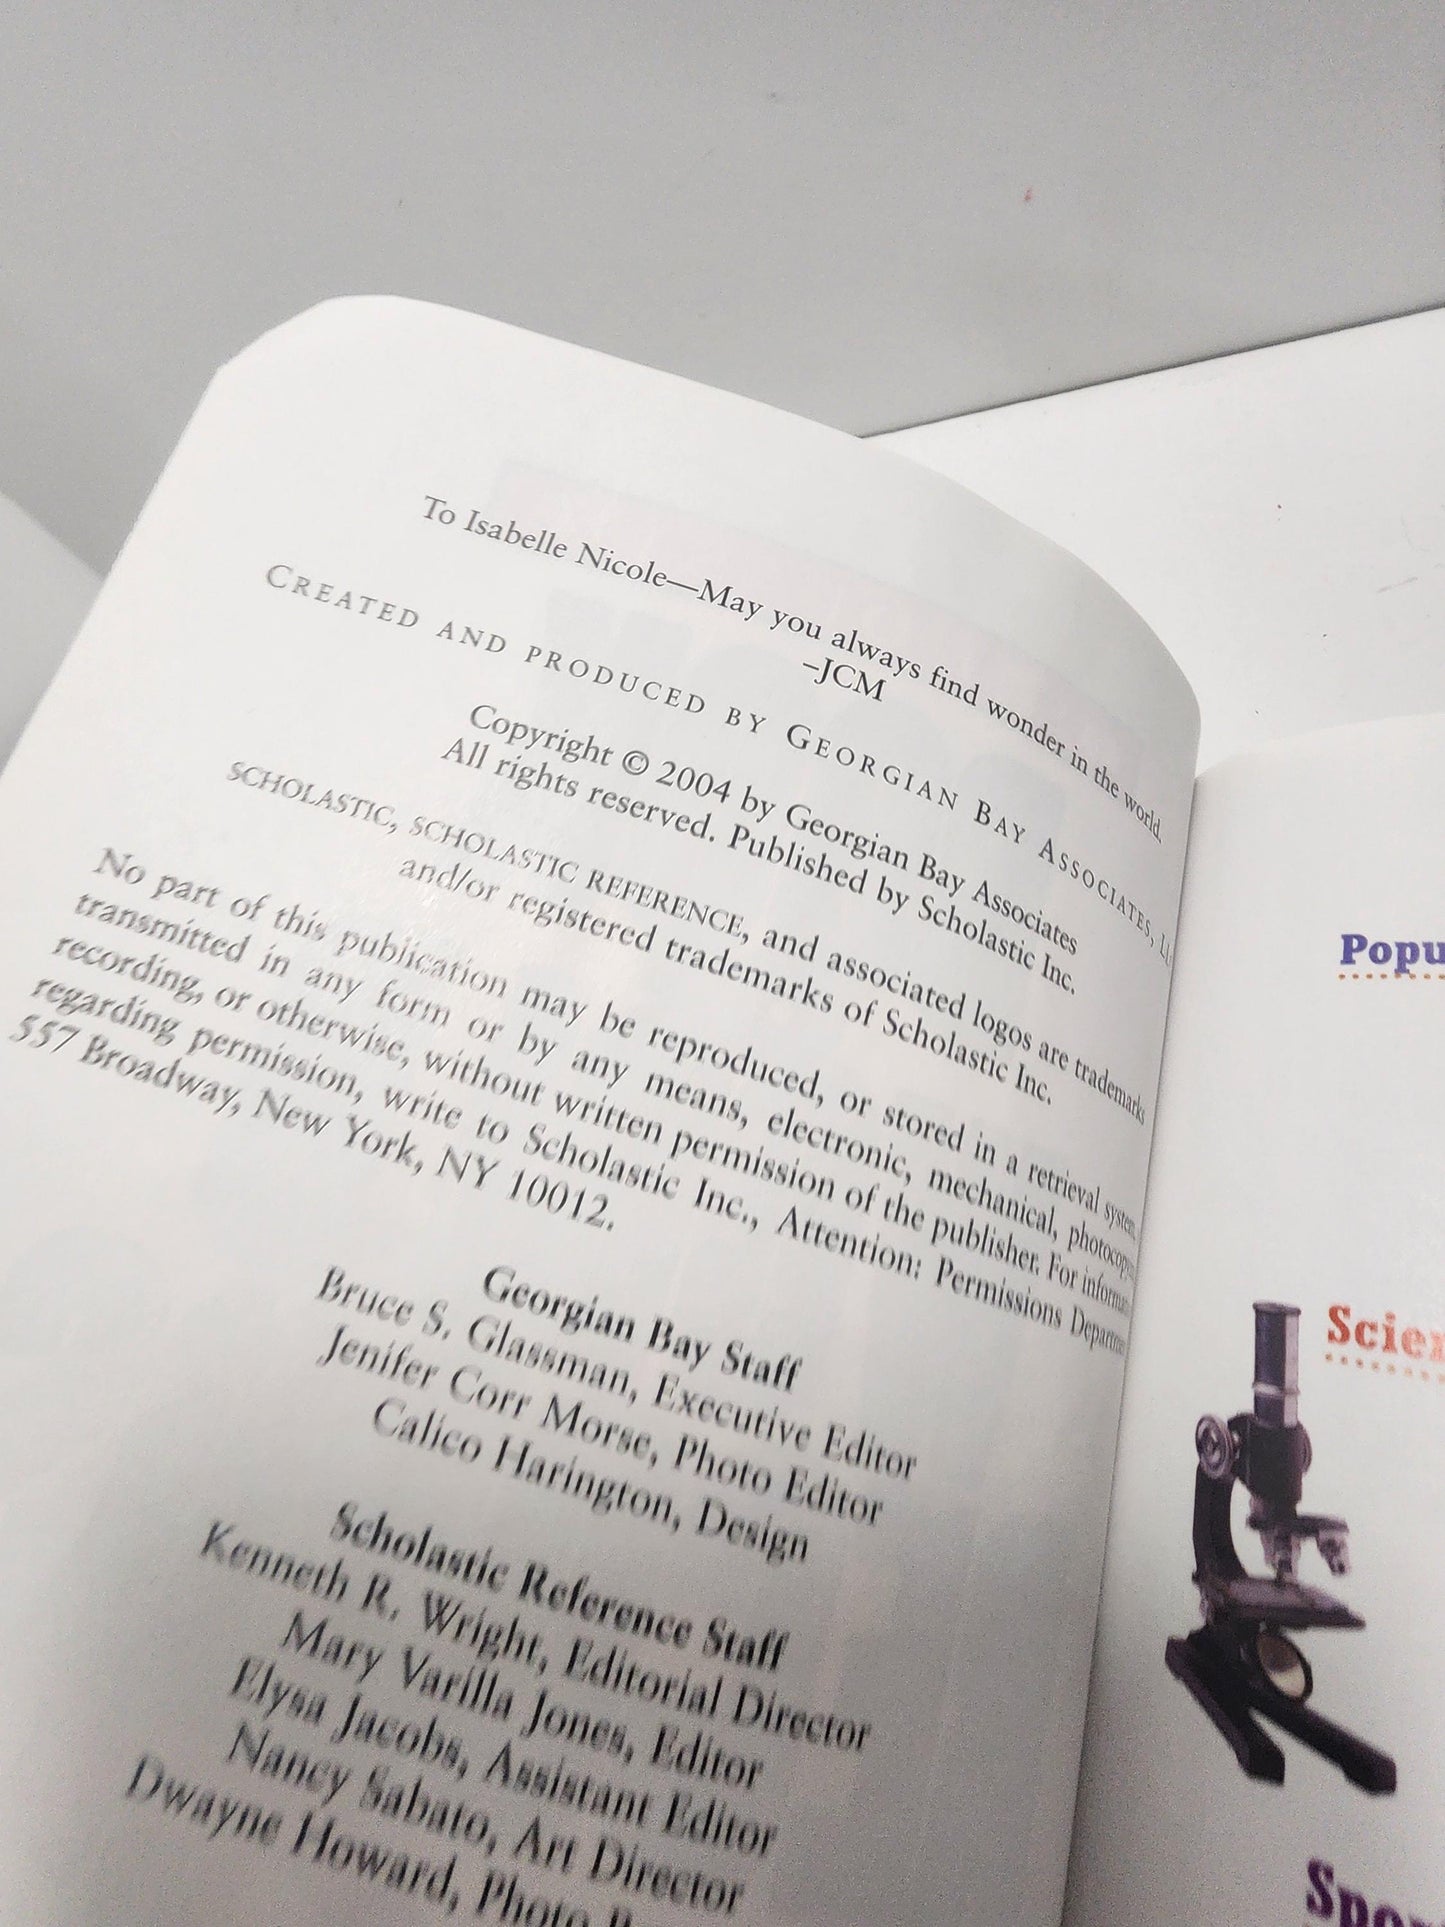 To Isabelle Nicole—May you always find wonder in the world.
–JCM
CREATED AND PRODUCED BY GEORGIAN BAY ASSOCIATES,
Copyright © 2004 by Georgian Bay Associates
All rights reserved. Published by Scholastic Inc.
SCHOLASTIC, SCHOLASTIC REFERENCE, and associated logos are trademarks
and/or registered trademarks of Scholastic Inc.
No part of this publication may be reproduced, or stored in a retrieval system,
transmitted in any form or by any means, electronic, mechanical,
recording, or otherwise, without written permission of the publisher. For
regarding permission, write to Scholastic Inc., Attention: Permissions
557 Broadway, New York, NY 10012.
Georgian Bay Staff
Bruce S. Glassman, Executive Editor
Jenifer Corr Morse, Photo Editor
Calico Harington, Design
Scholastic Reference Staff
Kenneth R. Wright, Editorial Director
Mary Varilla Jones, Editor
Elysa Jacobs, Assistant Editor
Nancy Sabato, Art Director
Dwayne Howard, Photo
Popu
Scien
Spor